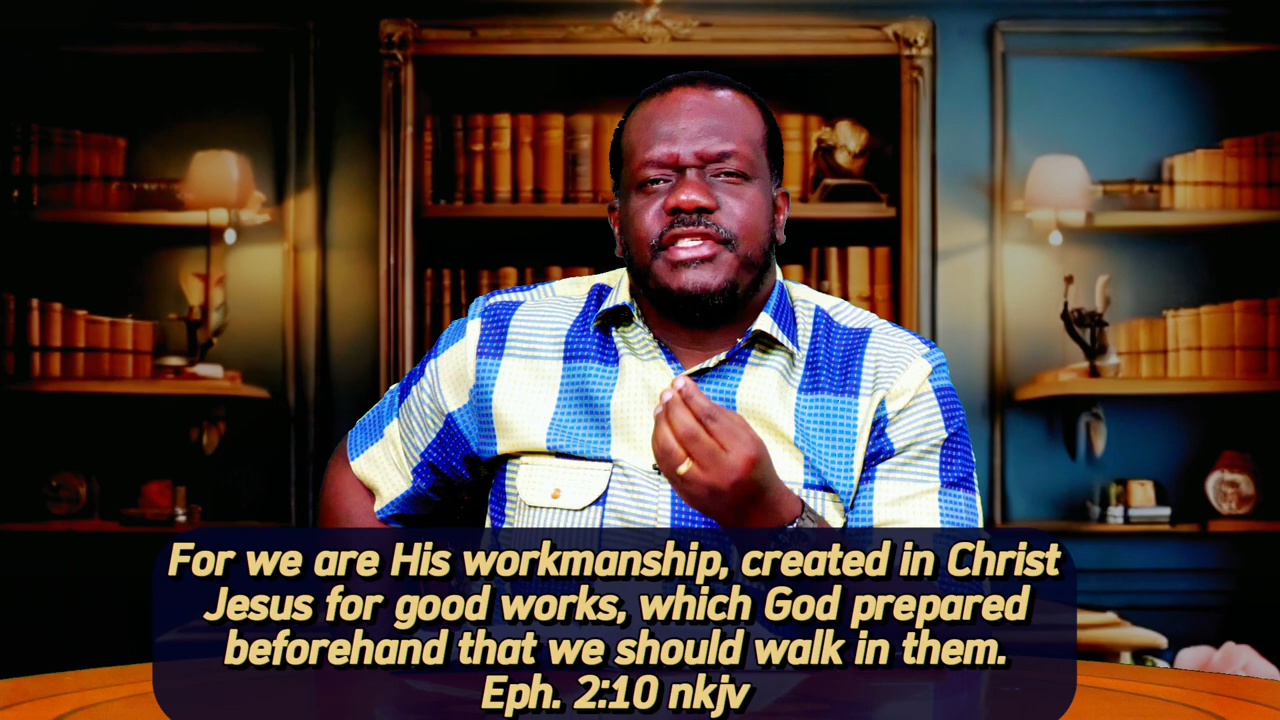 For we are His workmanship, created in Christ
Jesus for good works, which God prepared
beforehand that we should walk in them.
Eph. 2:10 nkjv